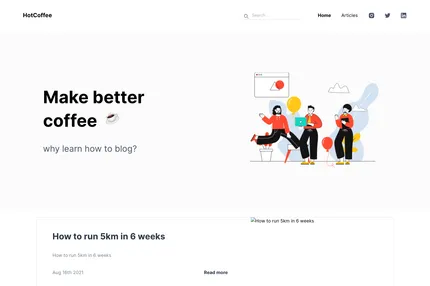 HotCoffee
Search
Home
Articles
Make better
coffee ☕
why learn how to blog?
How to run 5km in 6 weeks
How to run 5km in 6 weeks
How to run 5km in 6 weeks.
Aug 19th 2021
Read more